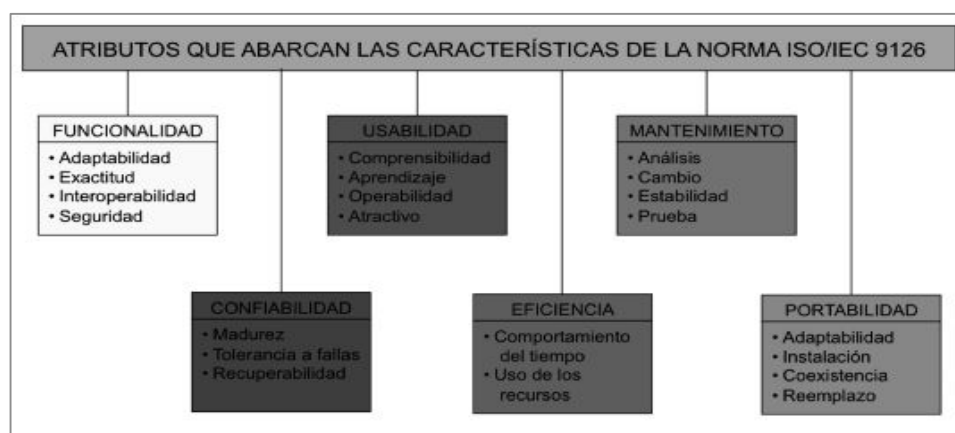 ATRIBUTOS QUE ABARCAN LAS CARACTERÍSTICAS DE LA NORMA ISO/IEC 9126
FUNCIONALIDAD
• Adaptabilidad
• Exactitud
• Interoperabilidad
• Seguridad
USABILIDAD
• Comprensibilidad
• Aprendizaje
• Operabilidad
• Atractivo
MANTENIMIENTO
• Análisis
• Cambio
• Estabilidad
• Prueba
CONFIABILIDAD
• Madurez
• Tolerancia a fallas
• Recuperabilidad
EFICIENCIA
• Comportamiento
del tiempo
• Uso de los
recursos
PORTABILIDAD
• Adaptabilidad
• Instalación
• Coexistencia
• Reemplazo